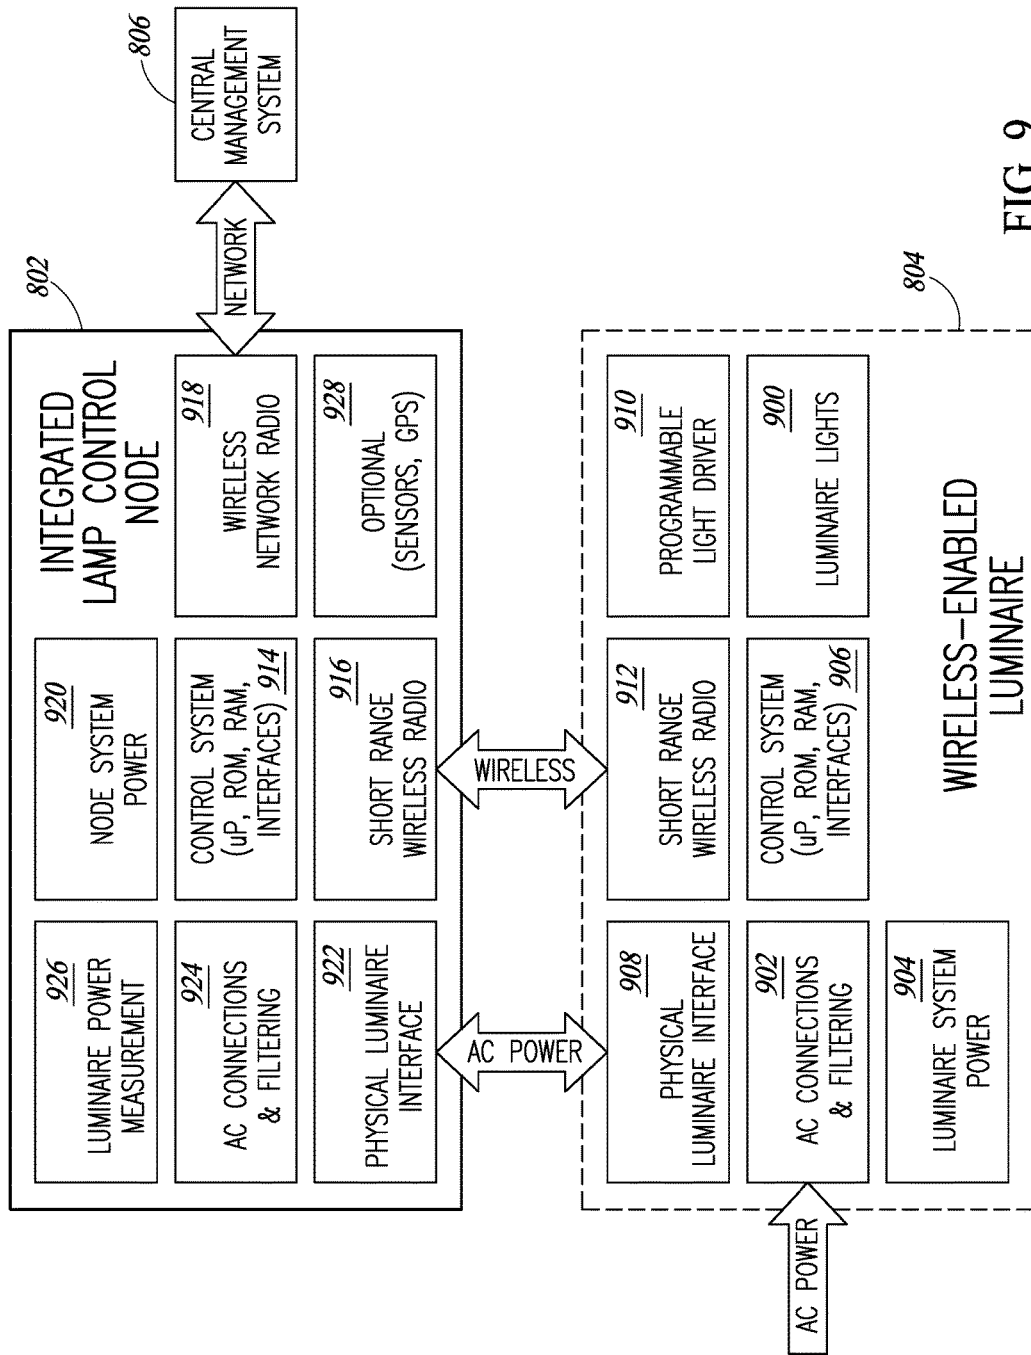 802
INTEGRATED
LAMP CONTROL
NODE
926
LUMINAIRE POWER
MEASUREMENT
920
NODE SYSTEM
POWER
924
AC CONNECTIONS
& FILTERING
CONTROL SYSTEM
(uP, ROM, RAM,
INTERFACES) 914
918
WIRELESS
NETWORK RADIO
922
PHYSICAL LUMINAIRE
INTERFACE
916
SHORT RANGE
WIRELESS RADIO
928
OPTIONAL
(SENSORS, GPS)
NETWORK
806
CENTRAL
MANAGEMENT
SYSTEM
AC POWER
WIRELESS
804
908
PHYSICAL
LUMINAIRE INTERFACE
912
SHORT RANGE
WIRELESS RADIO
910
PROGRAMMABLE
LIGHT DRIVER
AC POWER
902
AC CONNECTIONS
& FILTERING
CONTROL SYSTEM
(uP, ROM, RAM,
INTERFACES) 906
900
LUMINAIRE LIGHTS
904
LUMINAIRE SYSTEM
POWER
WIRELESS-ENABLED
LUMINAIRE
FIG. 9